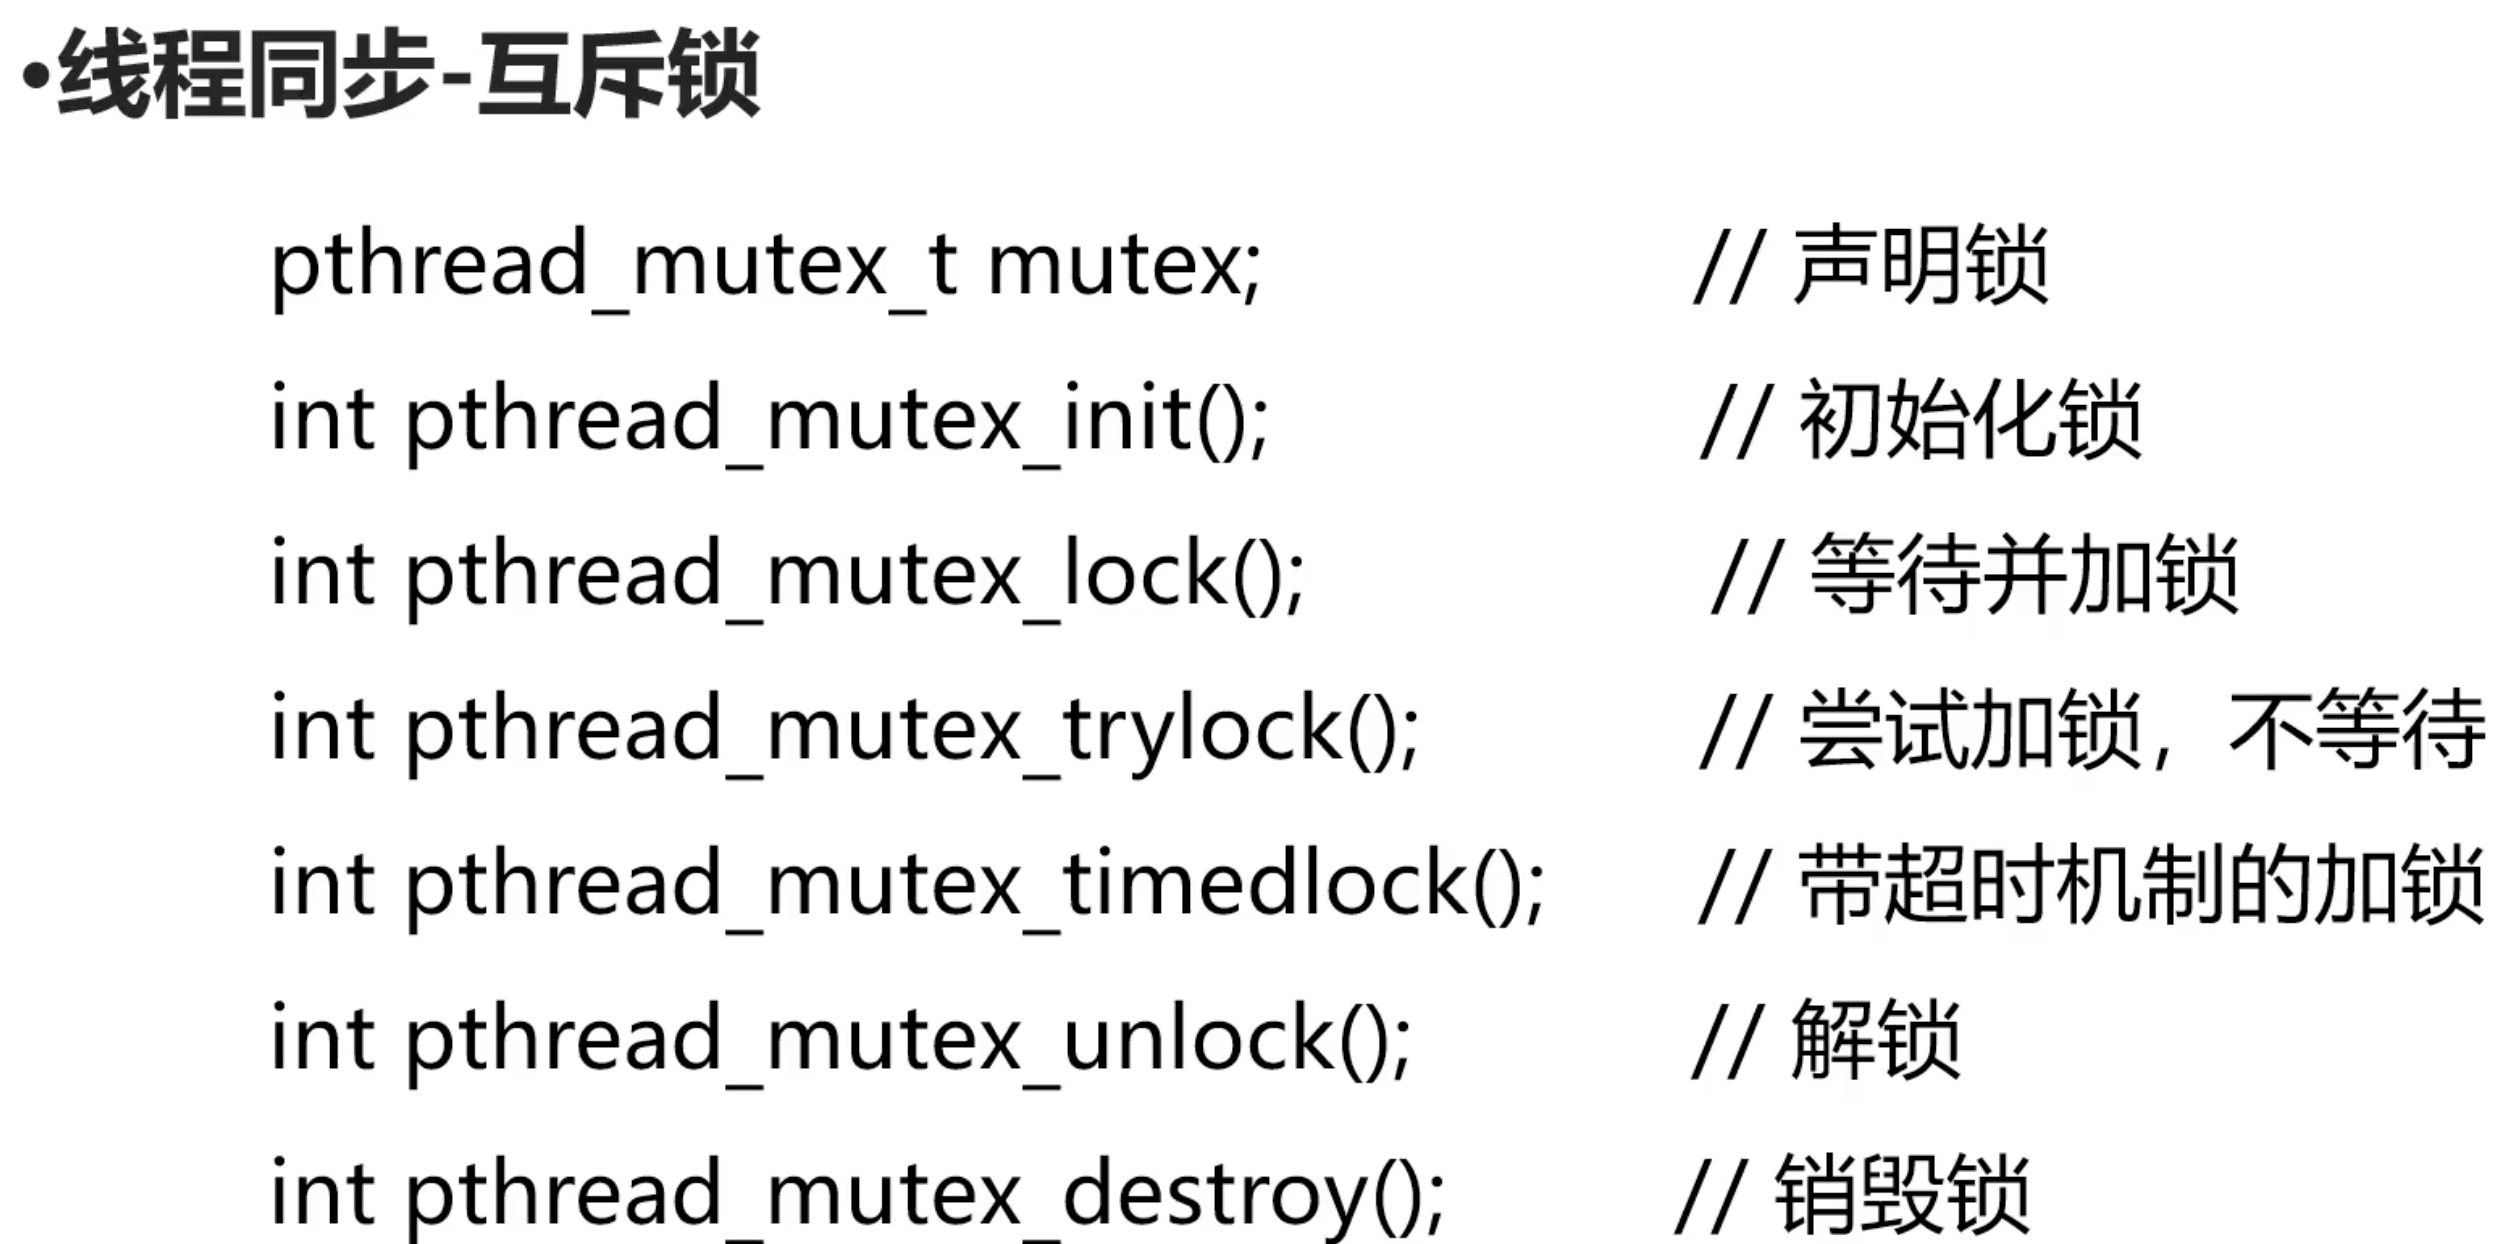 •线程同步-互斥锁
pthread_mutex_t mutex; // 声明锁
int pthread_mutex_init(); // 初始化锁
int pthread_mutex_lock(); // 等待并加锁
int pthread_mutex_trylock(); // 尝试加锁，不等待
int pthread_mutex_timedlock(); // 带超时机制的加锁
int pthread_mutex_unlock(); // 解锁
int pthread_mutex_destroy(); // 销毁锁